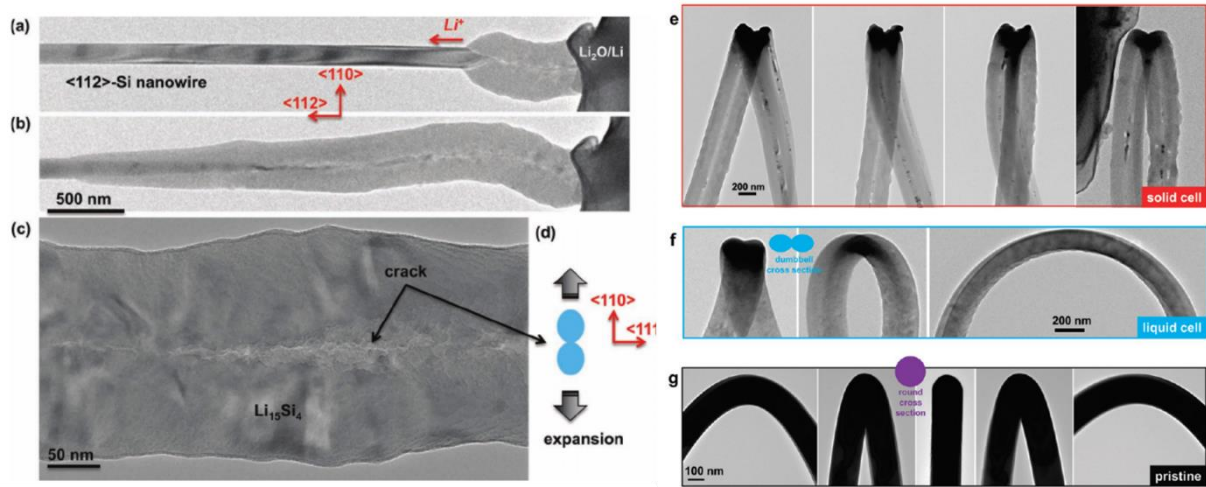 (a)
Li⁺
Li₂O/Li
<112>-Si nanowire
<110>
<112>
(b)
500 nm
(c)
crack
Li₁₅Si₄
50 nm
(d)
<110>
<111
expansion
e
200 nm
solid cell
f
dumbbell
cross section
200 nm
liquid cell
g
round
cross
section
100 nm
pristine